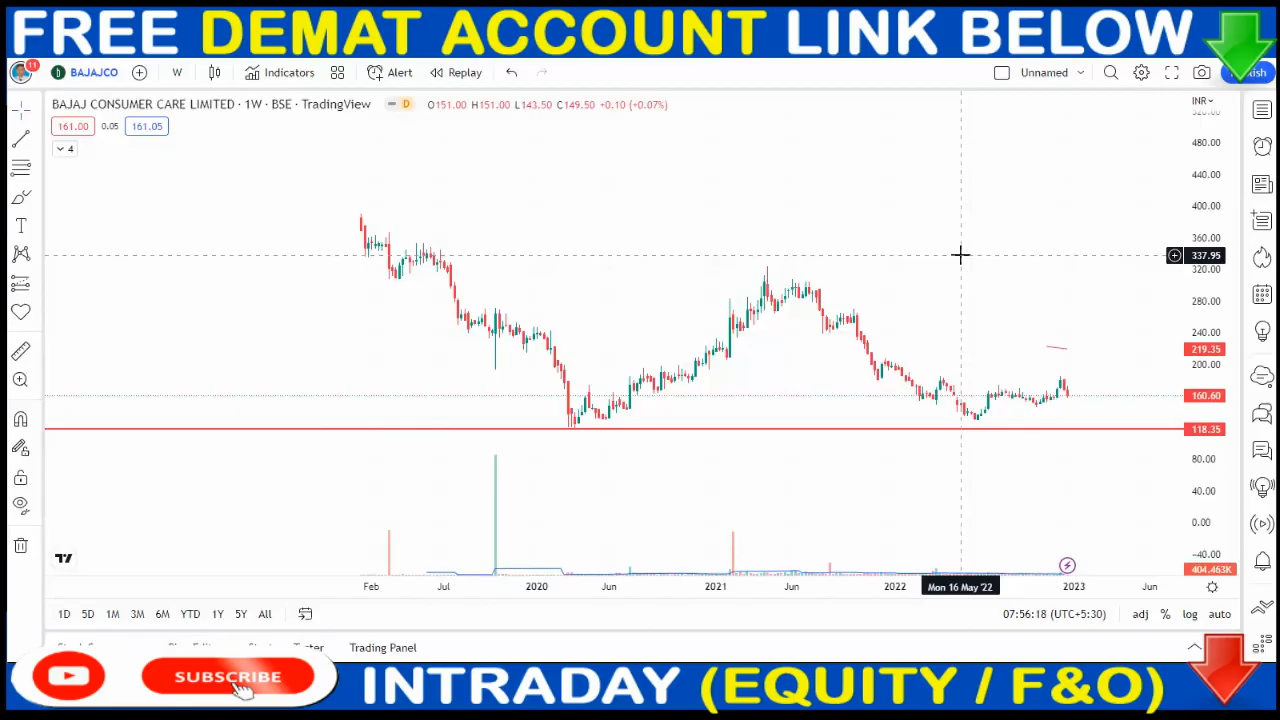 FREE DEMAT ACCOUNT LINK BELOW
11 BAJAJCO W Indicators Alert Replay Unnamed
BAJAJ CONSUMER CARE LIMITED · 1W · BSE · TradingView D O151.00 H151.00 L143.50 C149.50 +0.10 (+0.07%) INR
161.00 0.05 161.05
4
480.00
440.00
400.00
360.00
337.95
320.00
280.00
240.00
219.35
200.00
160.60
118.35
80.00
40.00
0.00
−40.00
404.463K
Feb Jul 2020 Jun 2021 Jun 2022 Mon 16 May '22 2023 Jun
1D 5D 1M 3M 6M YTD 1Y 5Y All 07:56:18 (UTC+5:30) adj % log auto
Trading Panel
SUBSCRIBE
INTRADAY (EQUITY / F&O)